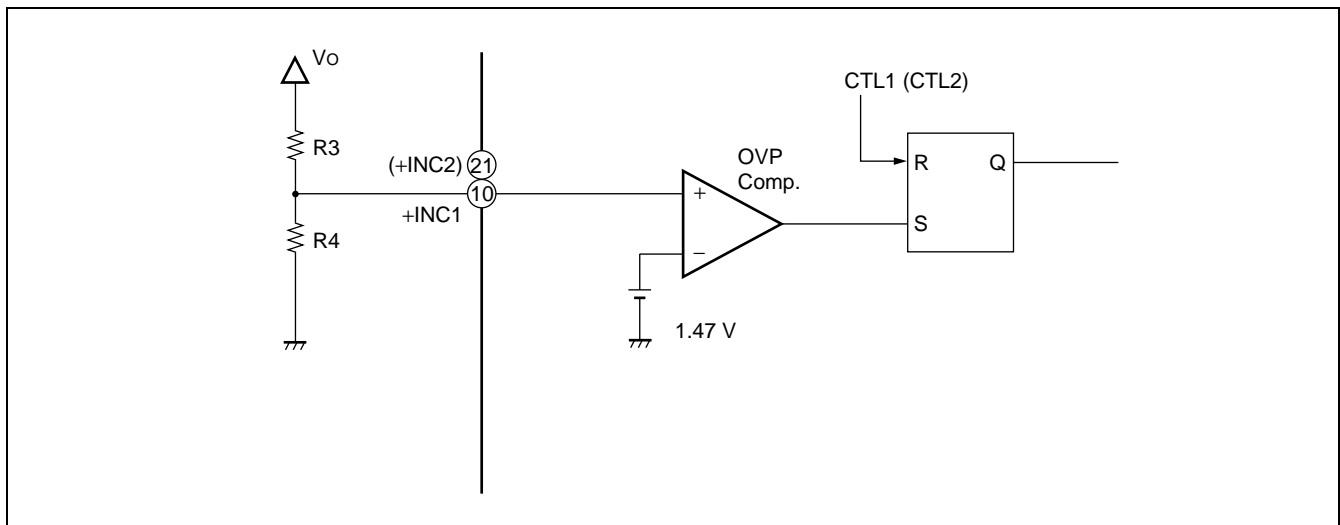 VO
R3
R4
(+INC2) 21
10
+INC1
OVP
Comp.
+
−
1.47 V
CTL1 (CTL2)
R
Q
S